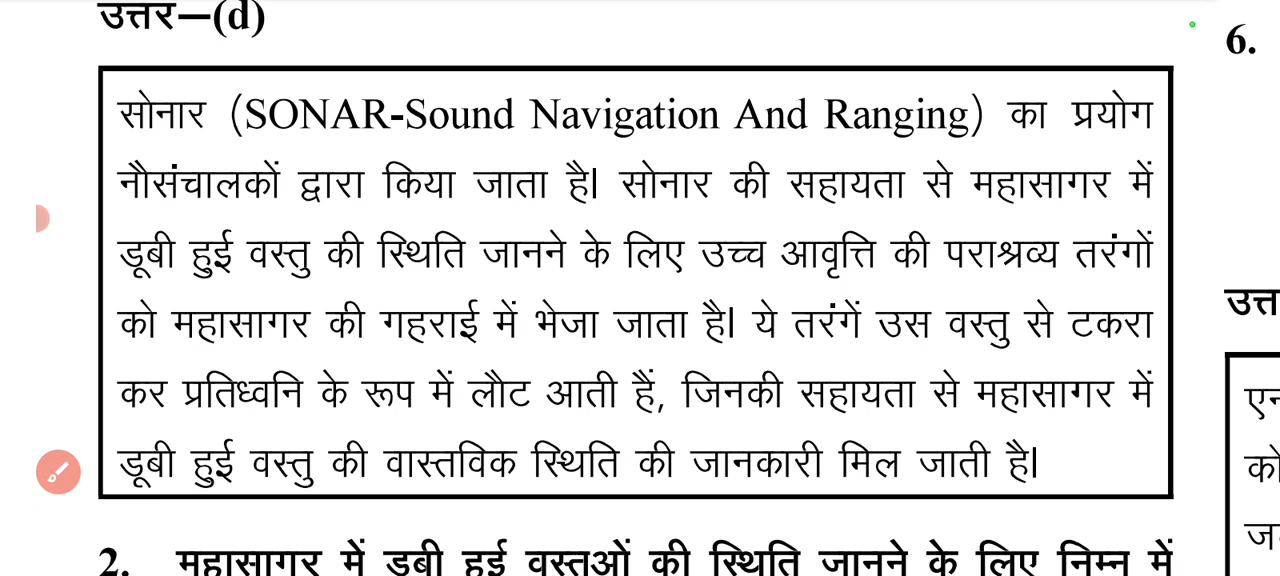 उत्तर—(d)
सोनार (SONAR-Sound Navigation And Ranging) का प्रयोग
नौसंचालकों द्वारा किया जाता है। सोनार की सहायता से महासागर में
डूबी हुई वस्तु की स्थिति जानने के लिए उच्च आवृत्ति की पराश्रव्य तरंगों
को महासागर की गहराई में भेजा जाता है। ये तरंगें उस वस्तु से टकरा
कर प्रतिध्वनि के रूप में लौट आती हैं, जिनकी सहायता से महासागर में
डूबी हुई वस्तु की वास्तविक स्थिति की जानकारी मिल जाती है।
2. महासागर में डूबी हुई वस्तुओं की स्थिति जानने के लिए निम्न में
6.
को